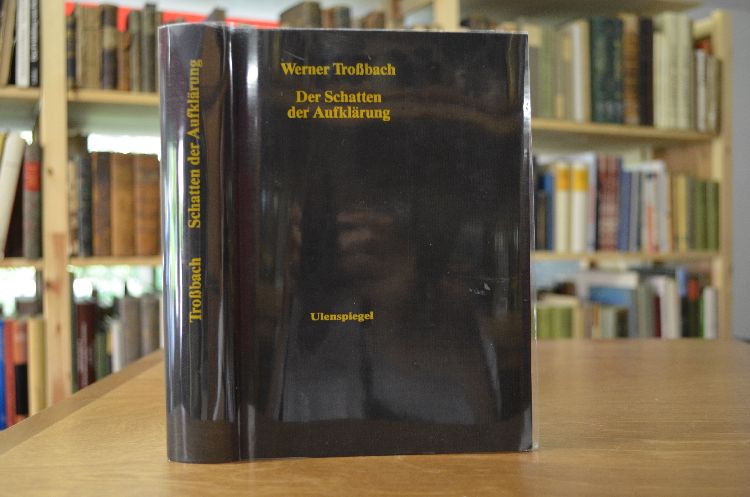 Werner Troßbach
Der Schatten
der Aufklärung
Ulenspiegel
Troßbach Schatten der Aufklärung